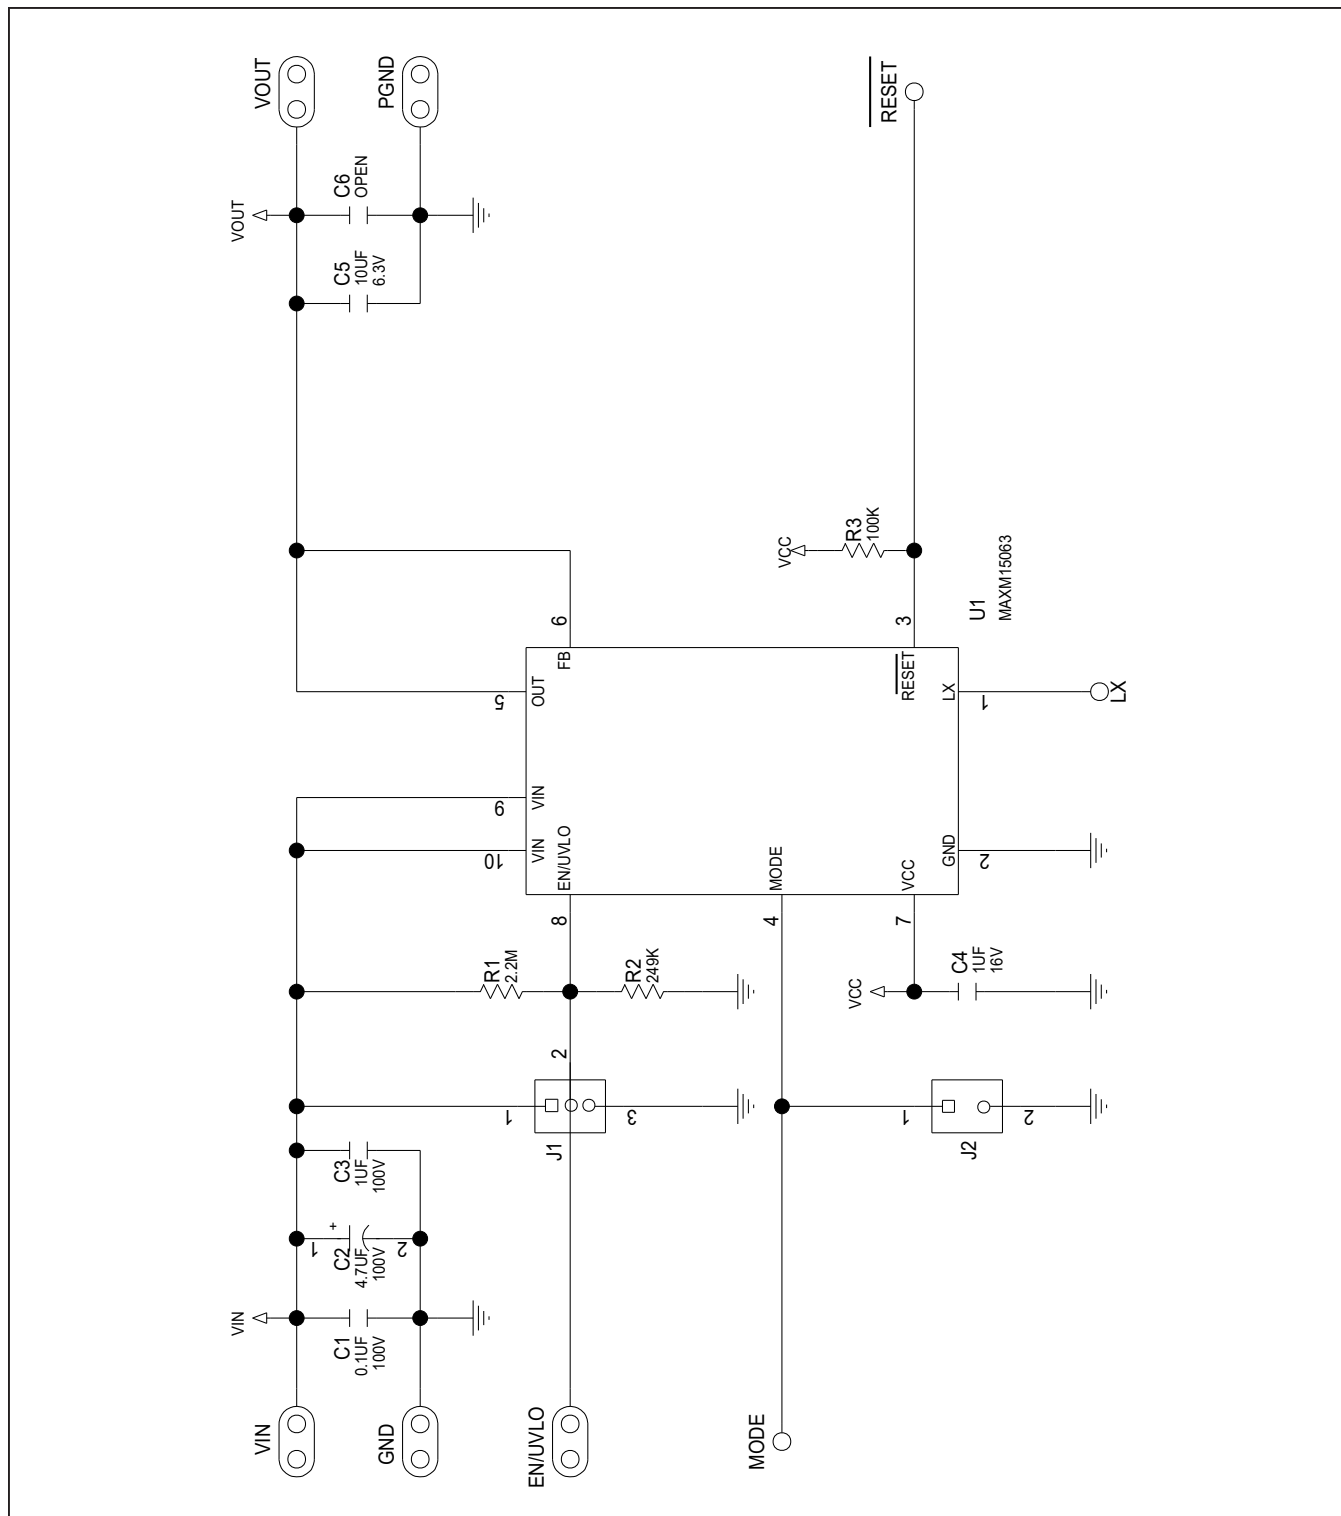 VIN
VIN
GND
C1
0.1UF
100V
1
+
2
C2
4.7UF
100V
C3
1UF
100V
EN/UVLO
J1
1
2
3
R1
2.2M
R2
249K
MODE
J2
1
2
VCC
C4
1UF
16V
10
VIN
9
VIN
8
EN/UVLO
4
MODE
7
VCC
2
GND
5
OUT
6
FB
3
RESET
1
LX
LX
U1
MAXM15063
VCC
R3
100K
RESET
VOUT
C5
10UF
6.3V
C6
OPEN
VOUT
PGND